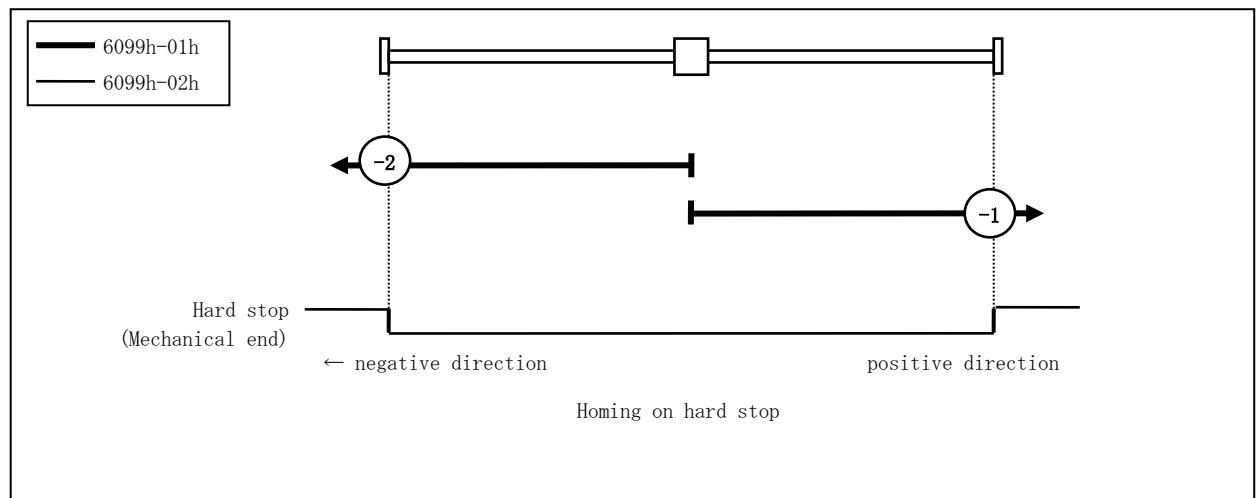 6099h-01h
6099h-02h
-2
-1
Hard stop
(Mechanical end)
← negative direction
positive direction
Homing on hard stop